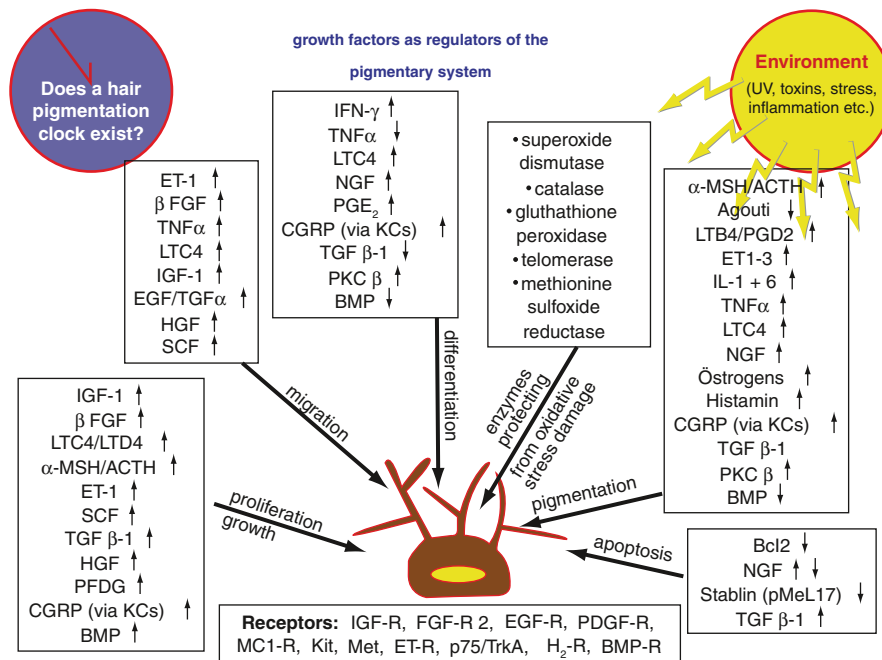 growth factors as regulators of the
pigmentary system
Does a hair
pigmentation
clock exist?
Environment
(UV, toxins, stress,
inflammation etc.)
ET-1 ↑
β FGF ↑
TNFα ↑
LTC4 ↑
IGF-1 ↑
EGF/TGFα ↑
HGF ↑
SCF ↑
IFN-γ ↑
TNFα ↓
LTC4 ↑
NGF ↑
PGE₂ ↑
CGRP (via KCs) ↑
TGF β-1 ↓
PKC β ↑
BMP ↓
•superoxide
dismutase
•catalase
•gluthathione
peroxidase
•telomerase
•methionine
sulfoxide
reductase
α-MSH/ACTH ↑
Agouti ↓
LTB4/PGD2 ↑
ET1-3 ↑
IL-1 + 6 ↑
TNFα ↑
LTC4 ↑
NGF ↑
Östrogens ↑
Histamin ↑
CGRP (via KCs) ↑
TGF β-1
PKC β ↑
BMP ↓
IGF-1 ↑
β FGF ↑
LTC4/LTD4 ↑
α-MSH/ACTH ↑
ET-1 ↑
SCF ↑
TGF β-1 ↑
HGF ↑
PFDG ↑
CGRP (via KCs) ↑
BMP ↑
migration
differentiation
enzymes
protecting
from oxidative
stress damage
proliferation
growth
pigmentation
apoptosis
Bcl2 ↓
NGF ↑ ↓
Stablin (pMeL17) ↓
TGF β-1 ↑
Receptors: IGF-R, FGF-R 2, EGF-R, PDGF-R,
MC1-R, Kit, Met, ET-R, p75/TrkA, H₂-R, BMP-R